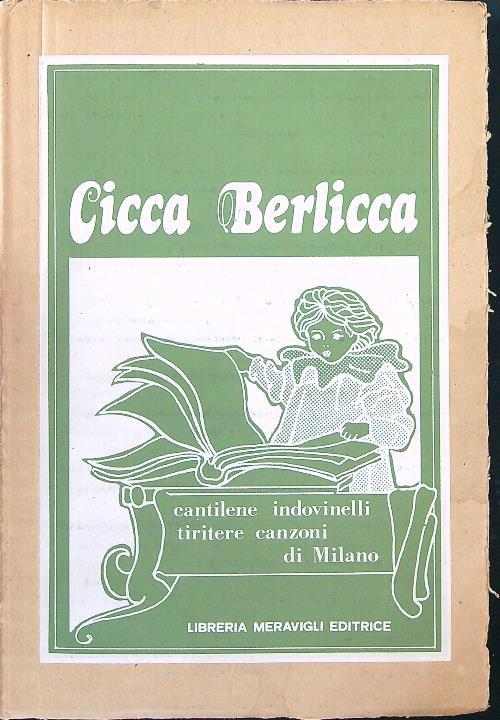 Cicca Berlicca
cantilene indovinelli
tiritere canzoni
di Milano
LIBRERIA MERAVIGLI EDITRICE